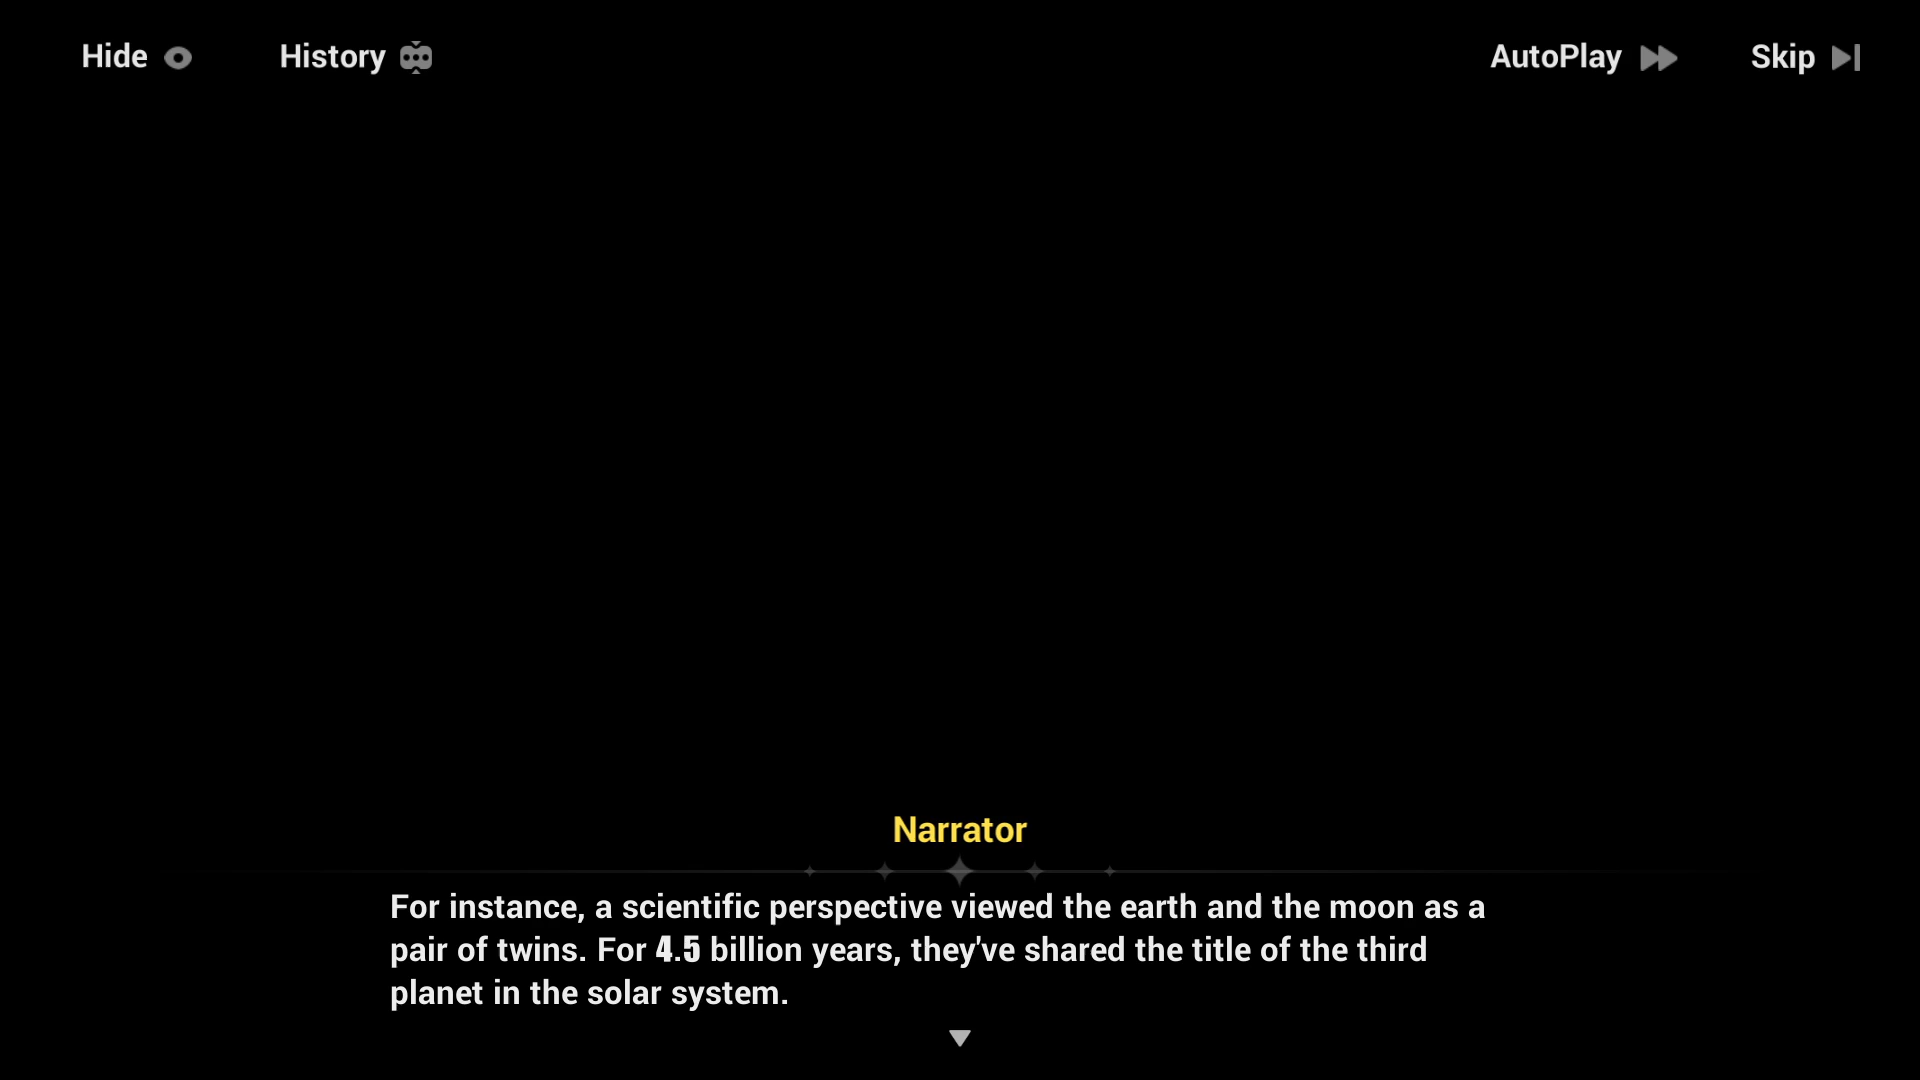 Hide
History
AutoPlay
Skip
Narrator
For instance, a scientific perspective viewed the earth and the moon as a
pair of twins. For 4.5 billion years, they've shared the title of the third
planet in the solar system.